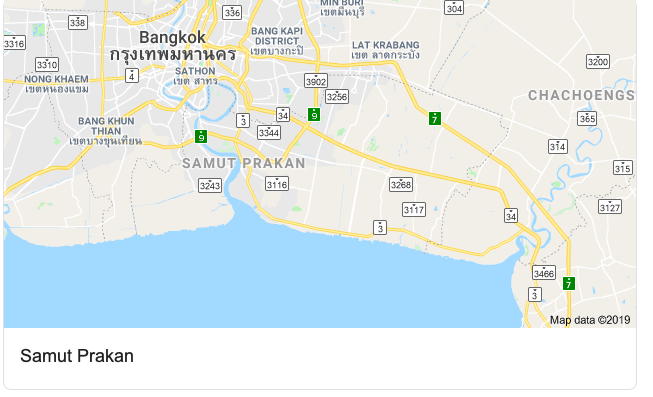 MIN BURI
เขตมีนบุรี
304
336
338
3316
Bangkok
กรุงเทพมหานคร
BANG KAPI
DISTRICT
เขตบางกะปิ
LAT KRABANG
เขต ลาดกระบัง
3310
4
SATHON
เขต สาทร
NONG KHAEM
เขตหนองแขม
3902
3256
3200
CHACHOENGS
BANG KHUN
THIAN
เขตบางขุนเทียน
3
34
9
7
365
3344
9
314
SAMUT PRAKAN
315
3243
3116
3268
3117
3127
34
3
3466
7
3
Map data ©2019
Samut Prakan